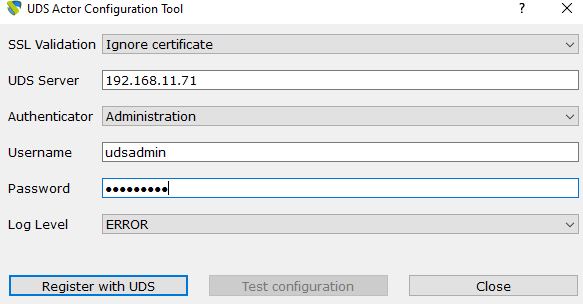 UDS Actor Configuration Tool ? ×
SSL Validation Ignore certificate
UDS Server 192.168.11.71
Authenticator Administration
Username udsadmin
Password ●●●●●●●●●
Log Level ERROR
Register with UDS Test configuration Close